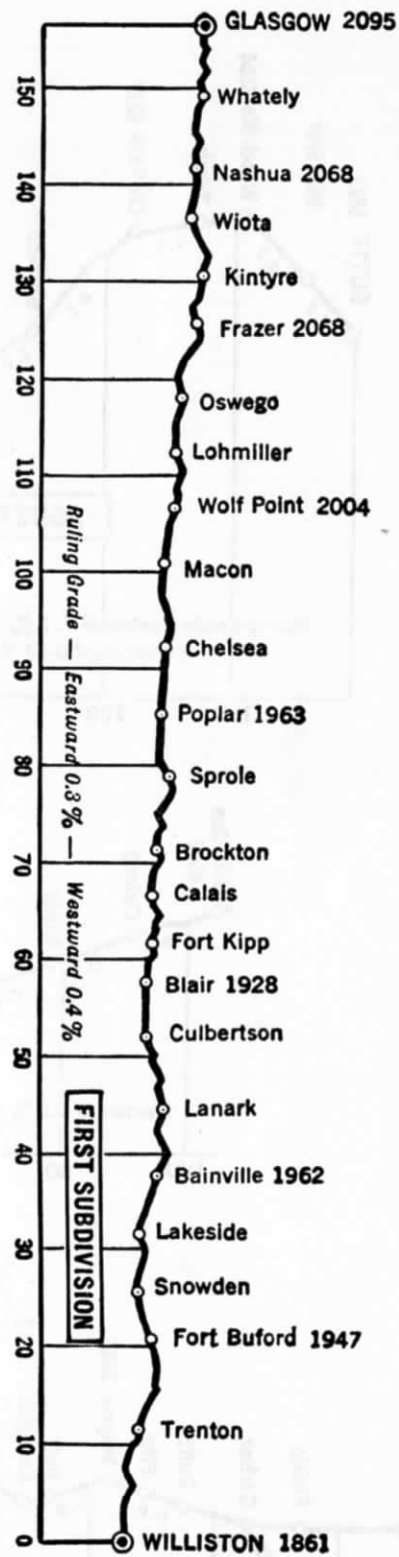 GLASGOW 2095
150
Whately
Nashua 2068
140
Wiota
130
Kintyre
Frazer 2068
120
Oswego
Lohmiller
110
Wolf Point 2004
100
Macon
Chelsea
90
Poplar 1963
80
Sprole
Brockton
70
Calais
Fort Kipp
60
Blair 1928
Culbertson
50
Lanark
40
Bainville 1962
Lakeside
30
Snowden
Fort Buford 1947
20
Trenton
10
0
WILLISTON 1861
Ruling Grade — Eastward 0.3% — Westward 0.4%
FIRST SUBDIVISION